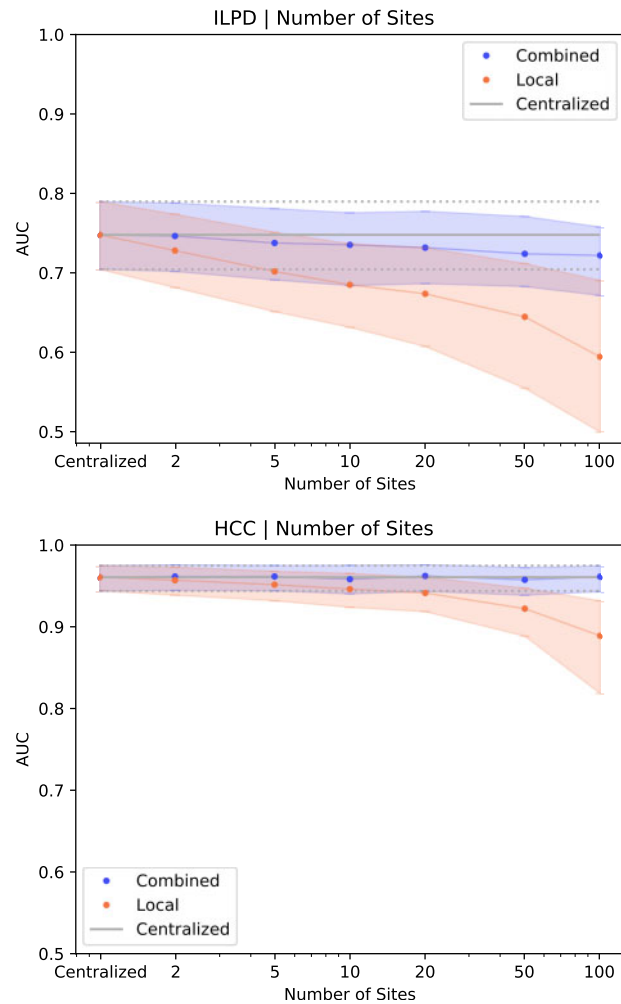 ILPD | Number of Sites
1.0
0.9
0.8
0.7
0.6
0.5
AUC
Combined
Local
Centralized
Centralized 2 5 10 20 50 100
Number of Sites
HCC | Number of Sites
1.0
0.9
0.8
0.7
0.6
0.5
AUC
Combined
Local
Centralized
Centralized 2 5 10 20 50 100
Number of Sites